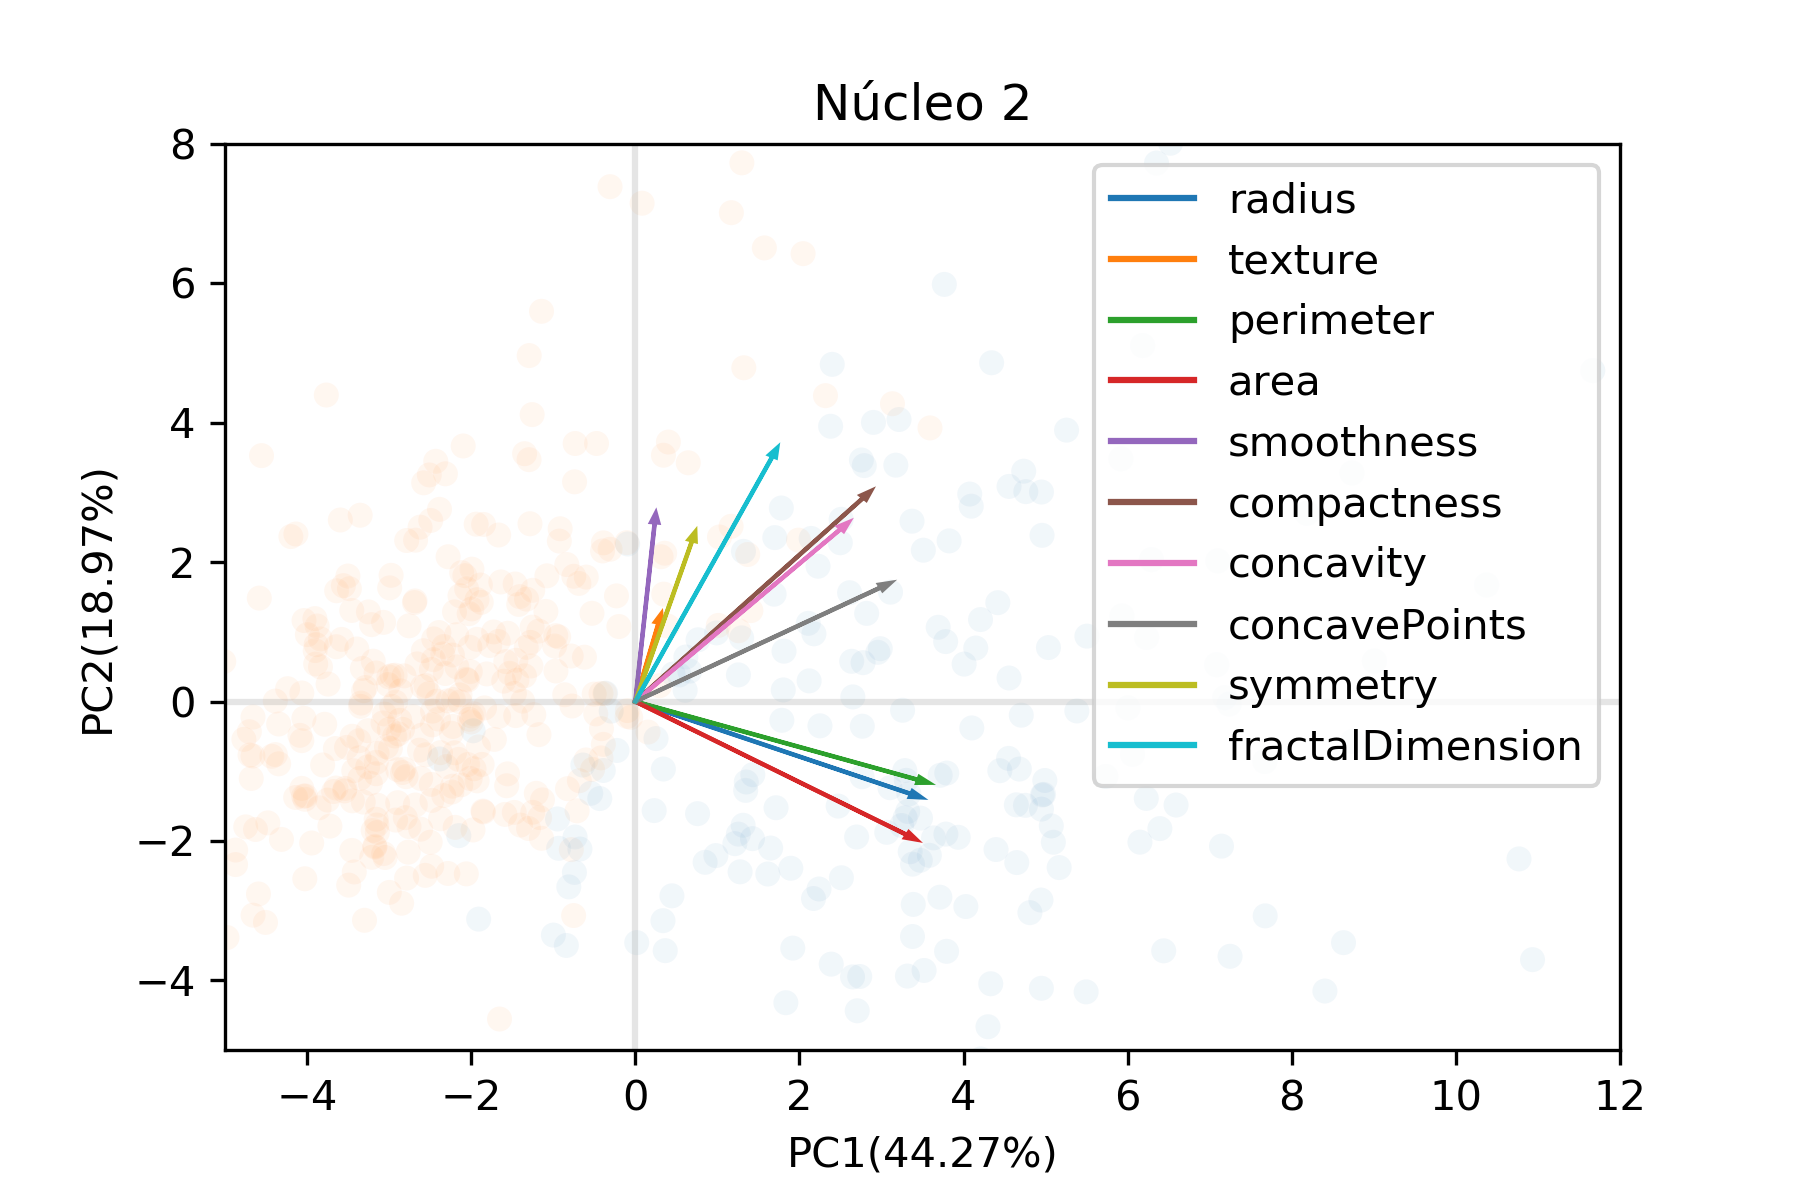 Núcleo 2
8
6
4
2
0
−2
−4
PC2(18.97%)
radius
texture
perimeter
area
smoothness
compactness
concavity
concavePoints
symmetry
fractalDimension
−4 −2 0 2 4 6 8 10 12
PC1(44.27%)